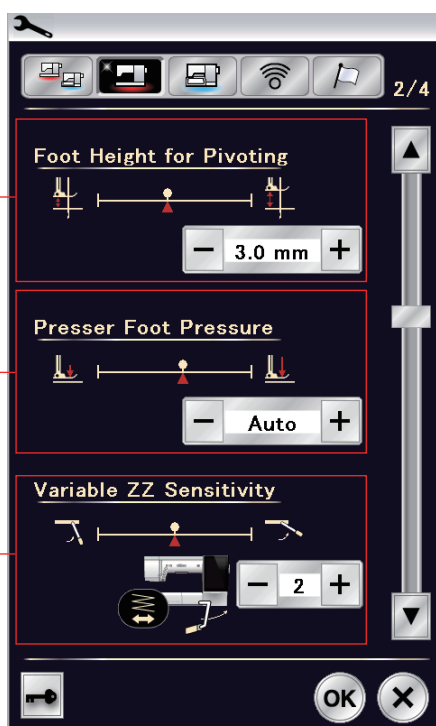 2/4
Foot Height for Pivoting
− 3.0 mm +
Presser Foot Pressure
− Auto +
Variable ZZ Sensitivity
− 2 +
OK